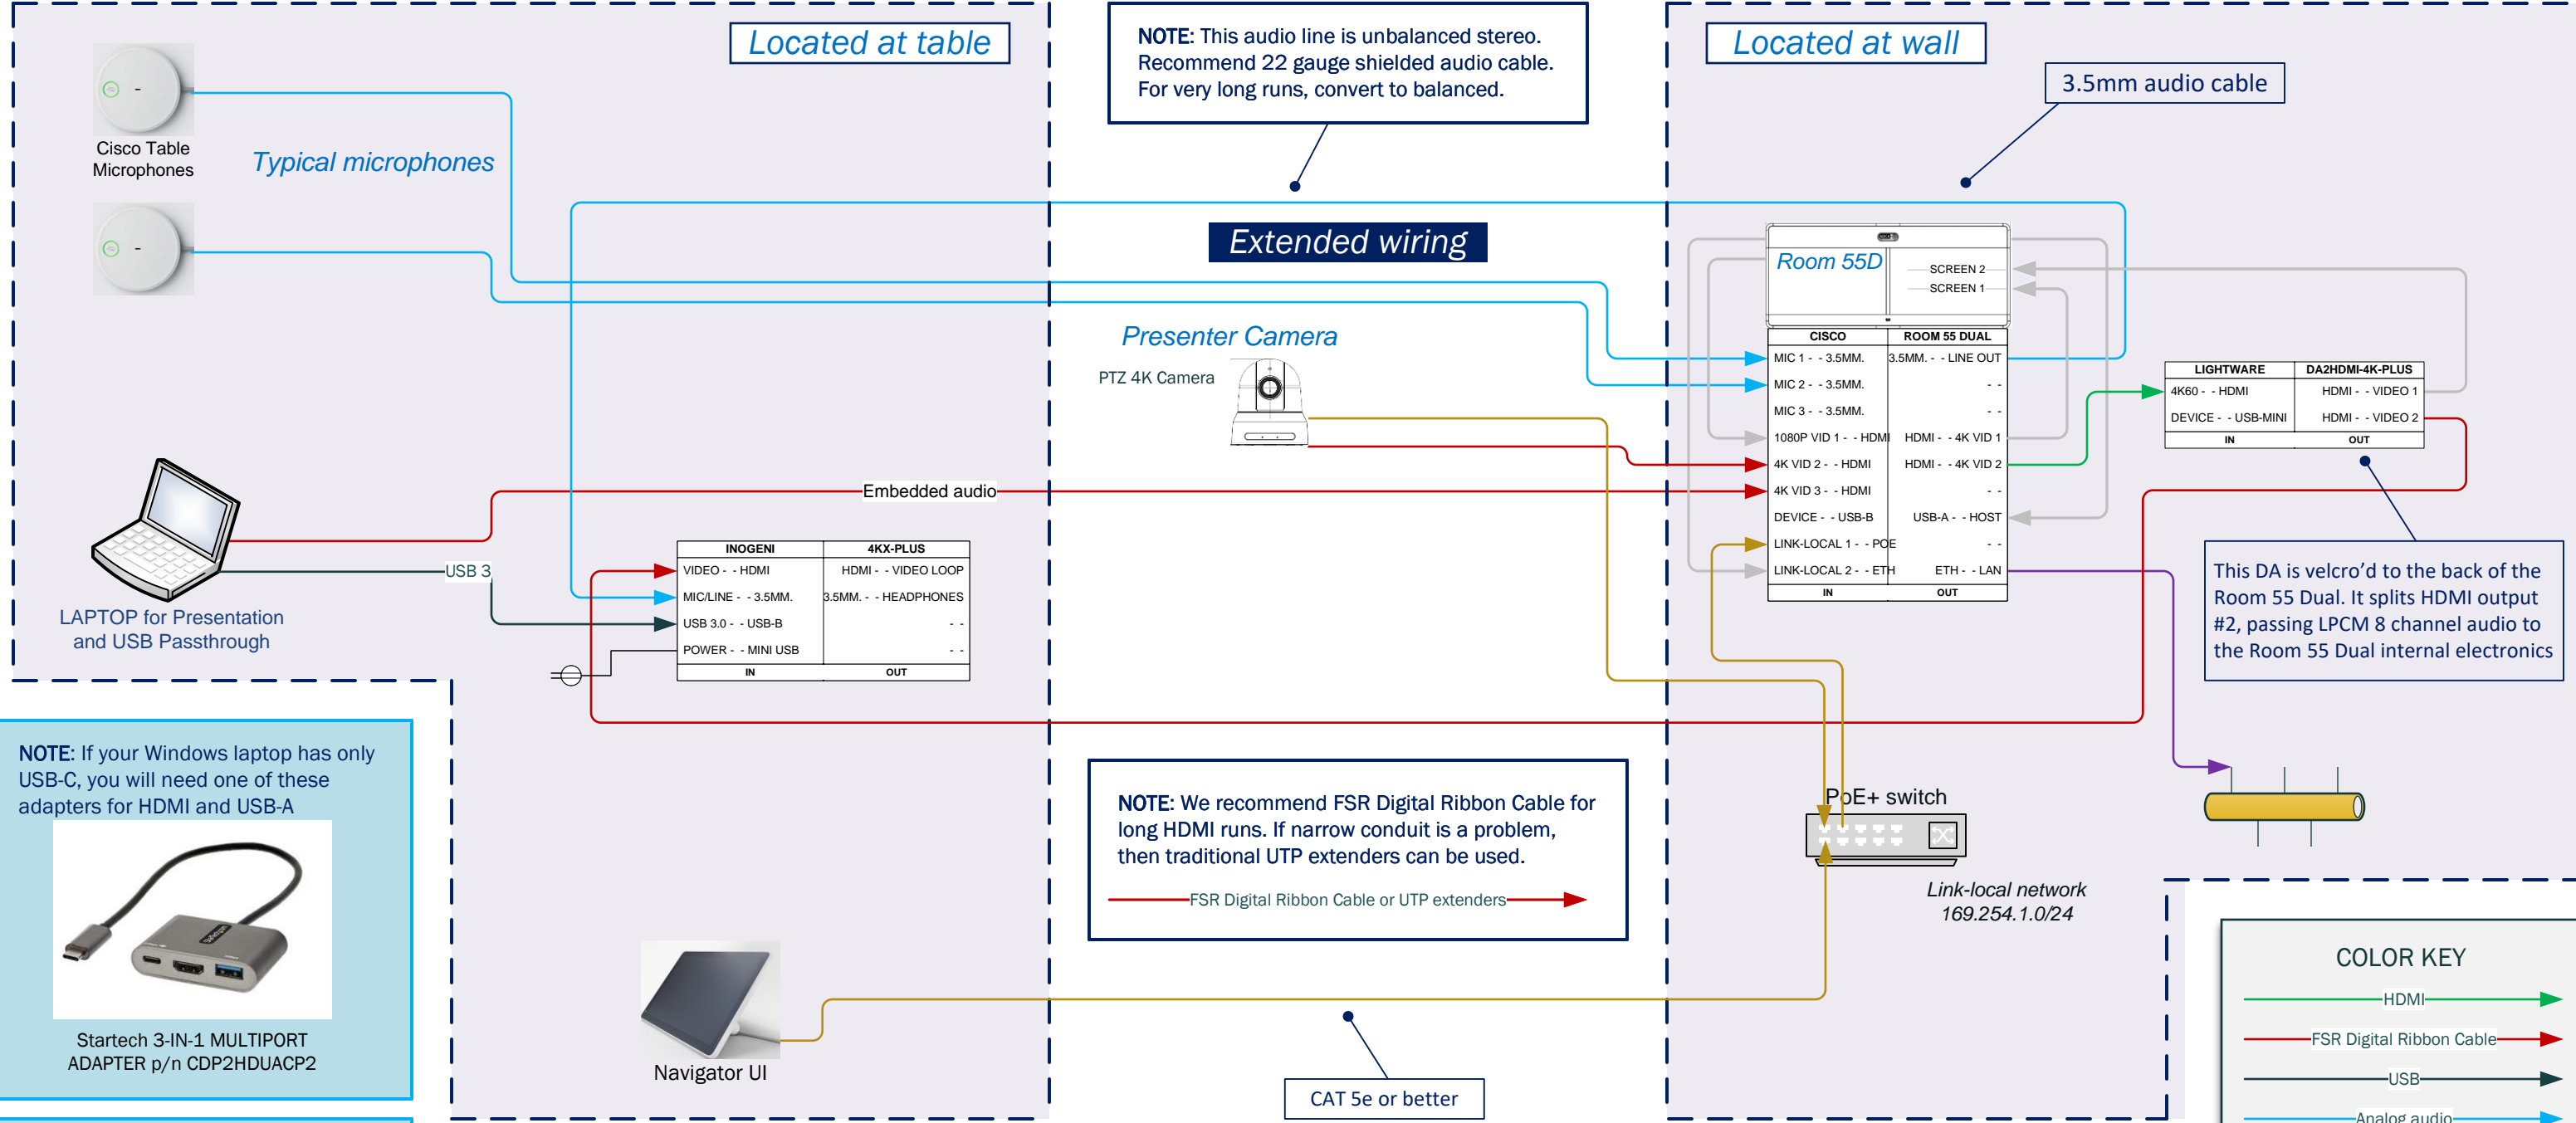 Located at table
Cisco Table
Microphones
Typical microphones
LAPTOP for Presentation
and USB Passthrough
Embedded audio
USB 3
INOGENI 4KX-PLUS
VIDEO - - HDMI HDMI - - VIDEO LOOP
MIC/LINE - - 3.5MM. 3.5MM. - - HEADPHONES
USB 3.0 - - USB-B - -
POWER - - MINI USB - -
IN OUT
NOTE: If your Windows laptop has only
USB-C, you will need one of these
adapters for HDMI and USB-A
Startech 3-IN-1 MULTIPORT
ADAPTER p/n CDP2HDUACP2
Navigator UI
NOTE: This audio line is unbalanced stereo.
Recommend 22 gauge shielded audio cable.
For very long runs, convert to balanced.
Extended wiring
Presenter Camera
PTZ 4K Camera
NOTE: We recommend FSR Digital Ribbon Cable for
long HDMI runs. If narrow conduit is a problem,
then traditional UTP extenders can be used.
FSR Digital Ribbon Cable or UTP extenders
CAT 5e or better
Located at wall
3.5mm audio cable
Room 55D
SCREEN 2
SCREEN 1
CISCO ROOM 55 DUAL
MIC 1 - - 3.5MM. 3.5MM. - - LINE OUT
MIC 2 - - 3.5MM. - -
MIC 3 - - 3.5MM. - -
1080P VID 1 - - HDMI HDMI - - 4K VID 1
4K VID 2 - - HDMI HDMI - - 4K VID 2
4K VID 3 - - HDMI - -
DEVICE - - USB-B USB-A - - HOST
LINK-LOCAL 1 - - POE - -
LINK-LOCAL 2 - - ETH ETH - - LAN
IN OUT
LIGHTWARE DA2HDMI-4K-PLUS
4K60 - - HDMI HDMI - - VIDEO 1
DEVICE - - USB-MINI HDMI - - VIDEO 2
IN OUT
This DA is velcro’d to the back of the
Room 55 Dual. It splits HDMI output
#2, passing LPCM 8 channel audio to
the Room 55 Dual internal electronics
PoE+ switch
Link-local network
169.254.1.0/24
COLOR KEY
HDMI
FSR Digital Ribbon Cable
USB
Analog audio